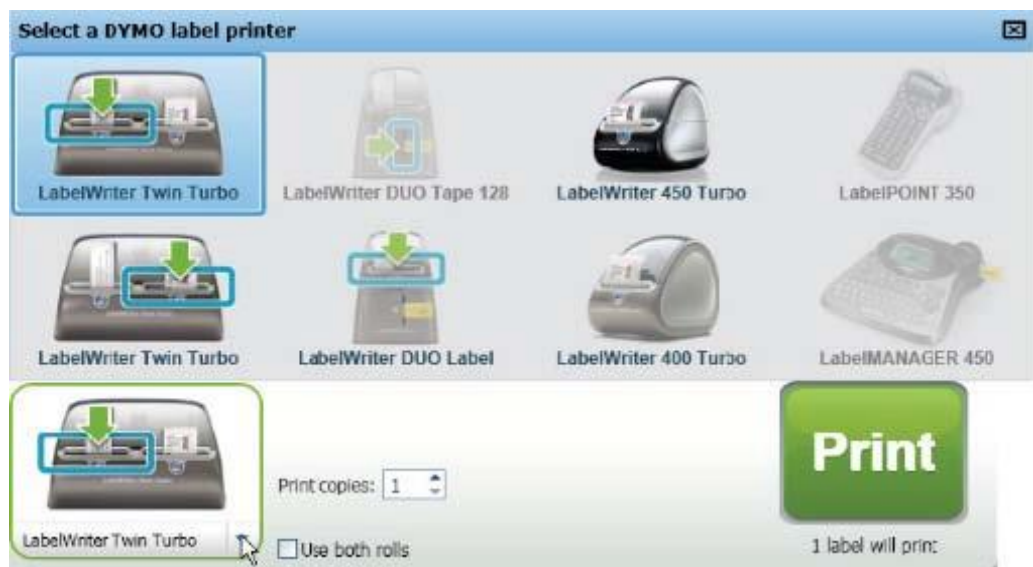 Select a DYMO label printer
LabelWriter Twin Turbo
LabelWriter DUO Tape 128
LabelWriter 450 Turbo
LabelPOINT 350
LabelWriter Twin Turbo
LabelWriter DUO Label
LabelWriter 400 Turbo
LabelMANAGER 450
Print copies: 1
Print
LabelWriter Twin Turbo
Use both rolls
1 label will print